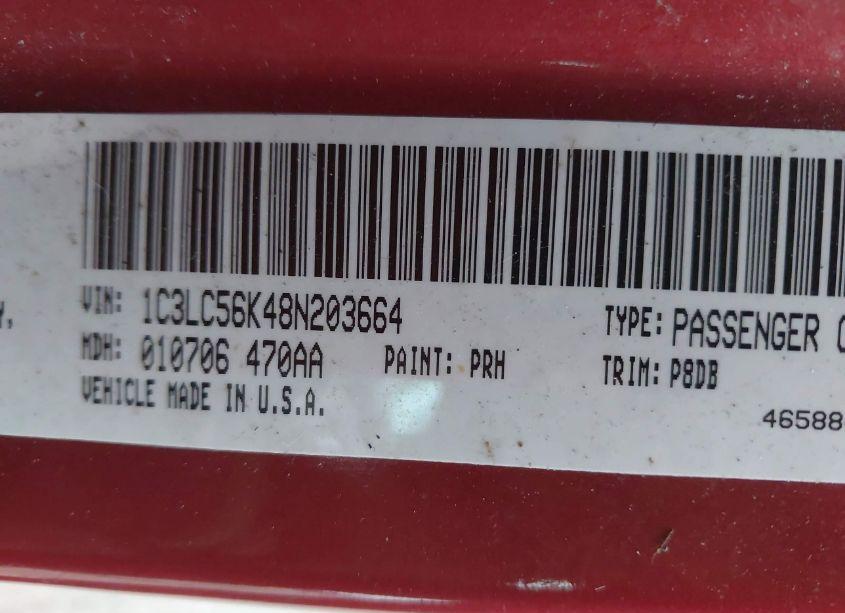 Y.
VIN: 1C3LC56K48N203664
TYPE: PASSENGER
MDH: 010706 470AA
PAINT: PRH
TRIM: P8DB
VEHICLE MADE IN U.S.A.
46588